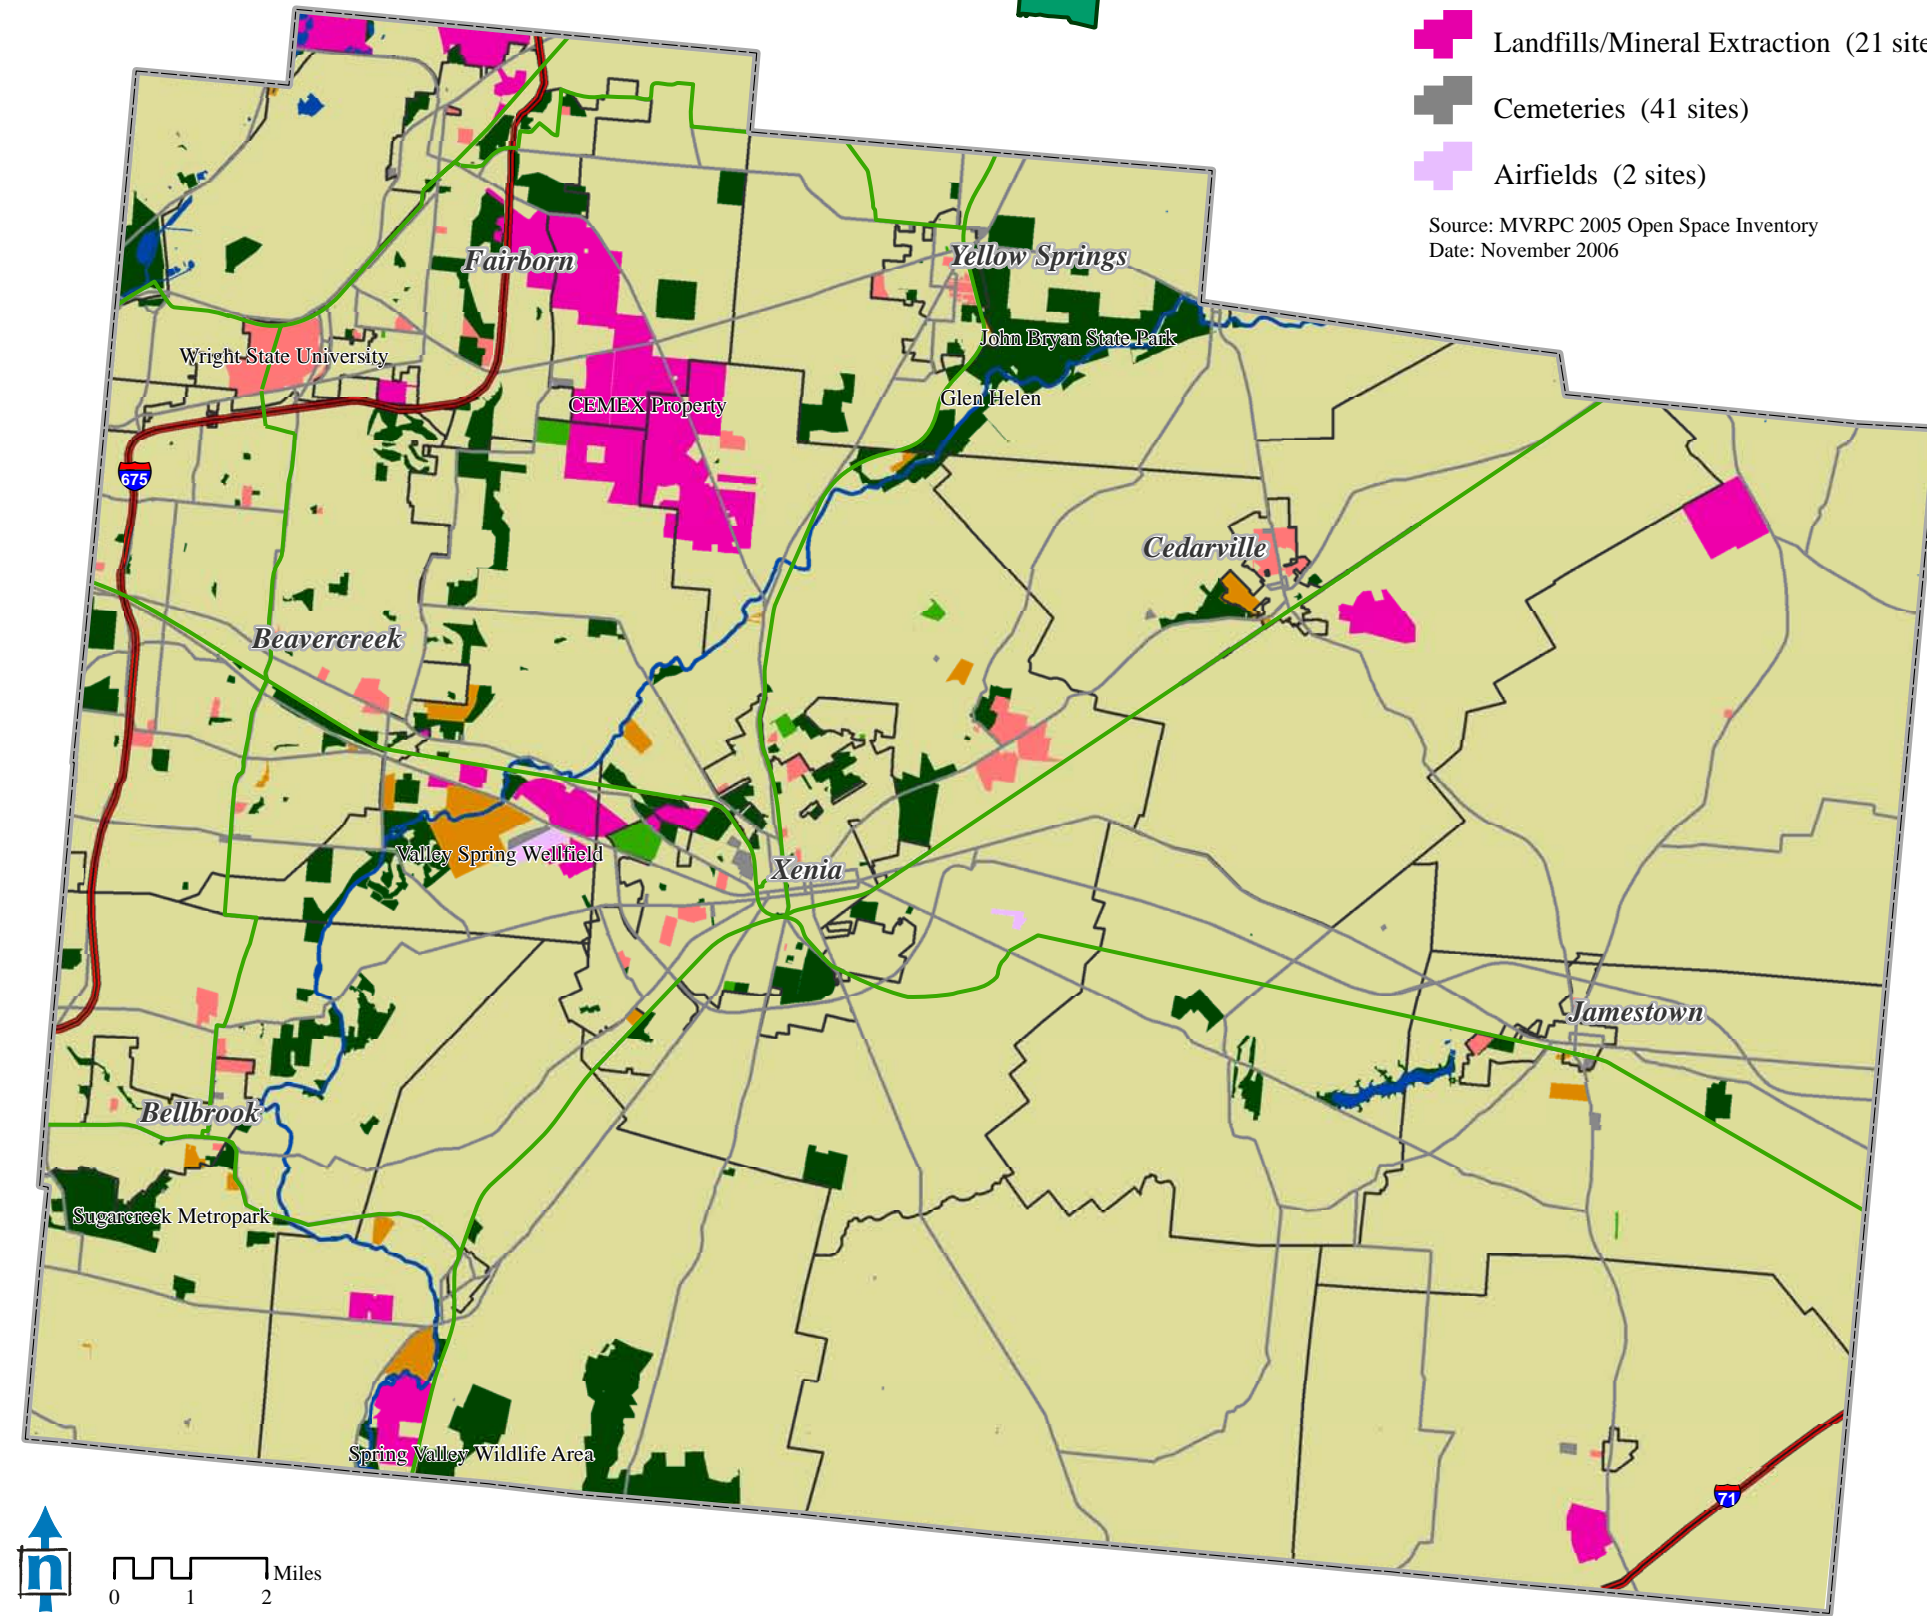 Landfills/Mineral Extraction (21 site
Cemeteries (41 sites)
Airfields (2 sites)
Source: MVRPC 2005 Open Space Inventory
Date: November 2006
Fairborn
Yellow Springs
John Bryan State Park
Wright State University
Glen Helen
CEMEX Property
675
Cedarville
Beavercreek
Valley Spring Wellfield
Xenia
Jamestown
Bellbrook
Sugarcreek Metropark
Spring Valley Wildlife Area
71
n
Miles
0 1 2